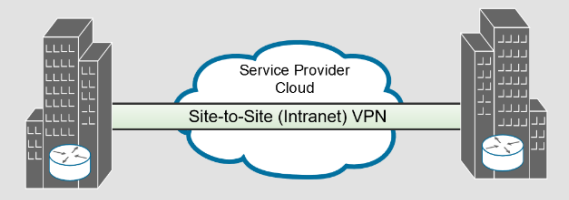 Service Provider
Cloud
Site-to-Site (Intranet) VPN